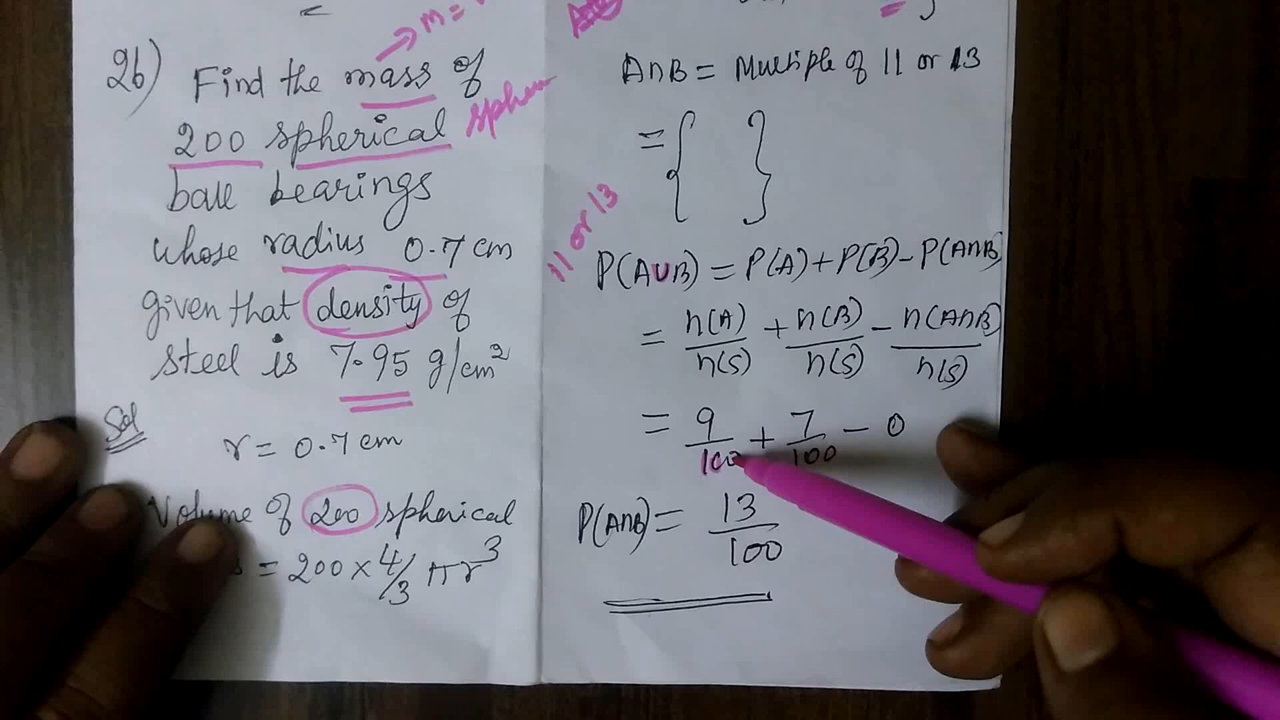 26) Find the mass of
200 spherical
ball bearings
whose radius 0.7 cm
given that density of
steel is 7.95 g/cm²
Sol
r = 0.7 cm
Volume of 200 spherical
= 200 × 4/3 πr³
m =
11 or 13
A∩B = Multiple of 11 or 13
= { }
P(A∪B) = P(A) + P(B) - P(A∩B)
= n(A)/n(S) + n(B)/n(S) - n(A∩B)/n(S)
= 9/100 + 7/100 - 0
P(A∩B) = 13/100